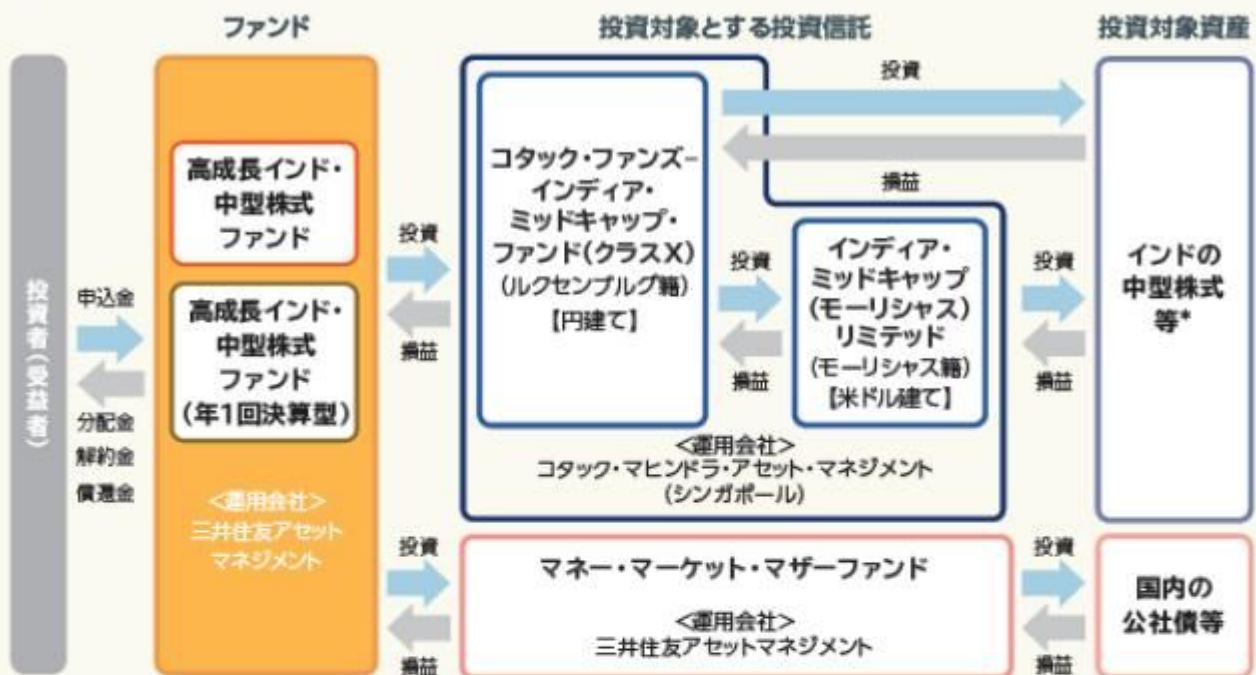 ファンド
投資対象とする投資信託
投資対象資産
投資者(受益者)
申込金
分配金
解約金
償還金
高成長インド・
中型株式
ファンド
高成長インド・
中型株式
ファンド
(年1回決算型)
<運用会社>
三井住友アセット
マネジメント
投資
損益
コタック・ファンズ-
インディア・
ミッドキャップ・
ファンド(クラスX)
(ルクセンブルグ籍)
【円建て】
投資
損益
投資
損益
インディア・
ミッドキャップ
(モーリシャス)
リミテッド
(モーリシャス籍)
【米ドル建て】
<運用会社>
コタック・マヒンドラ・アセット・マネジメント
(シンガポール)
投資
損益
インドの
中型株式
等*
投資
損益
マネー・マーケット・マザーファンド
<運用会社>
三井住友アセットマネジメント
投資
損益
国内の
公社債等